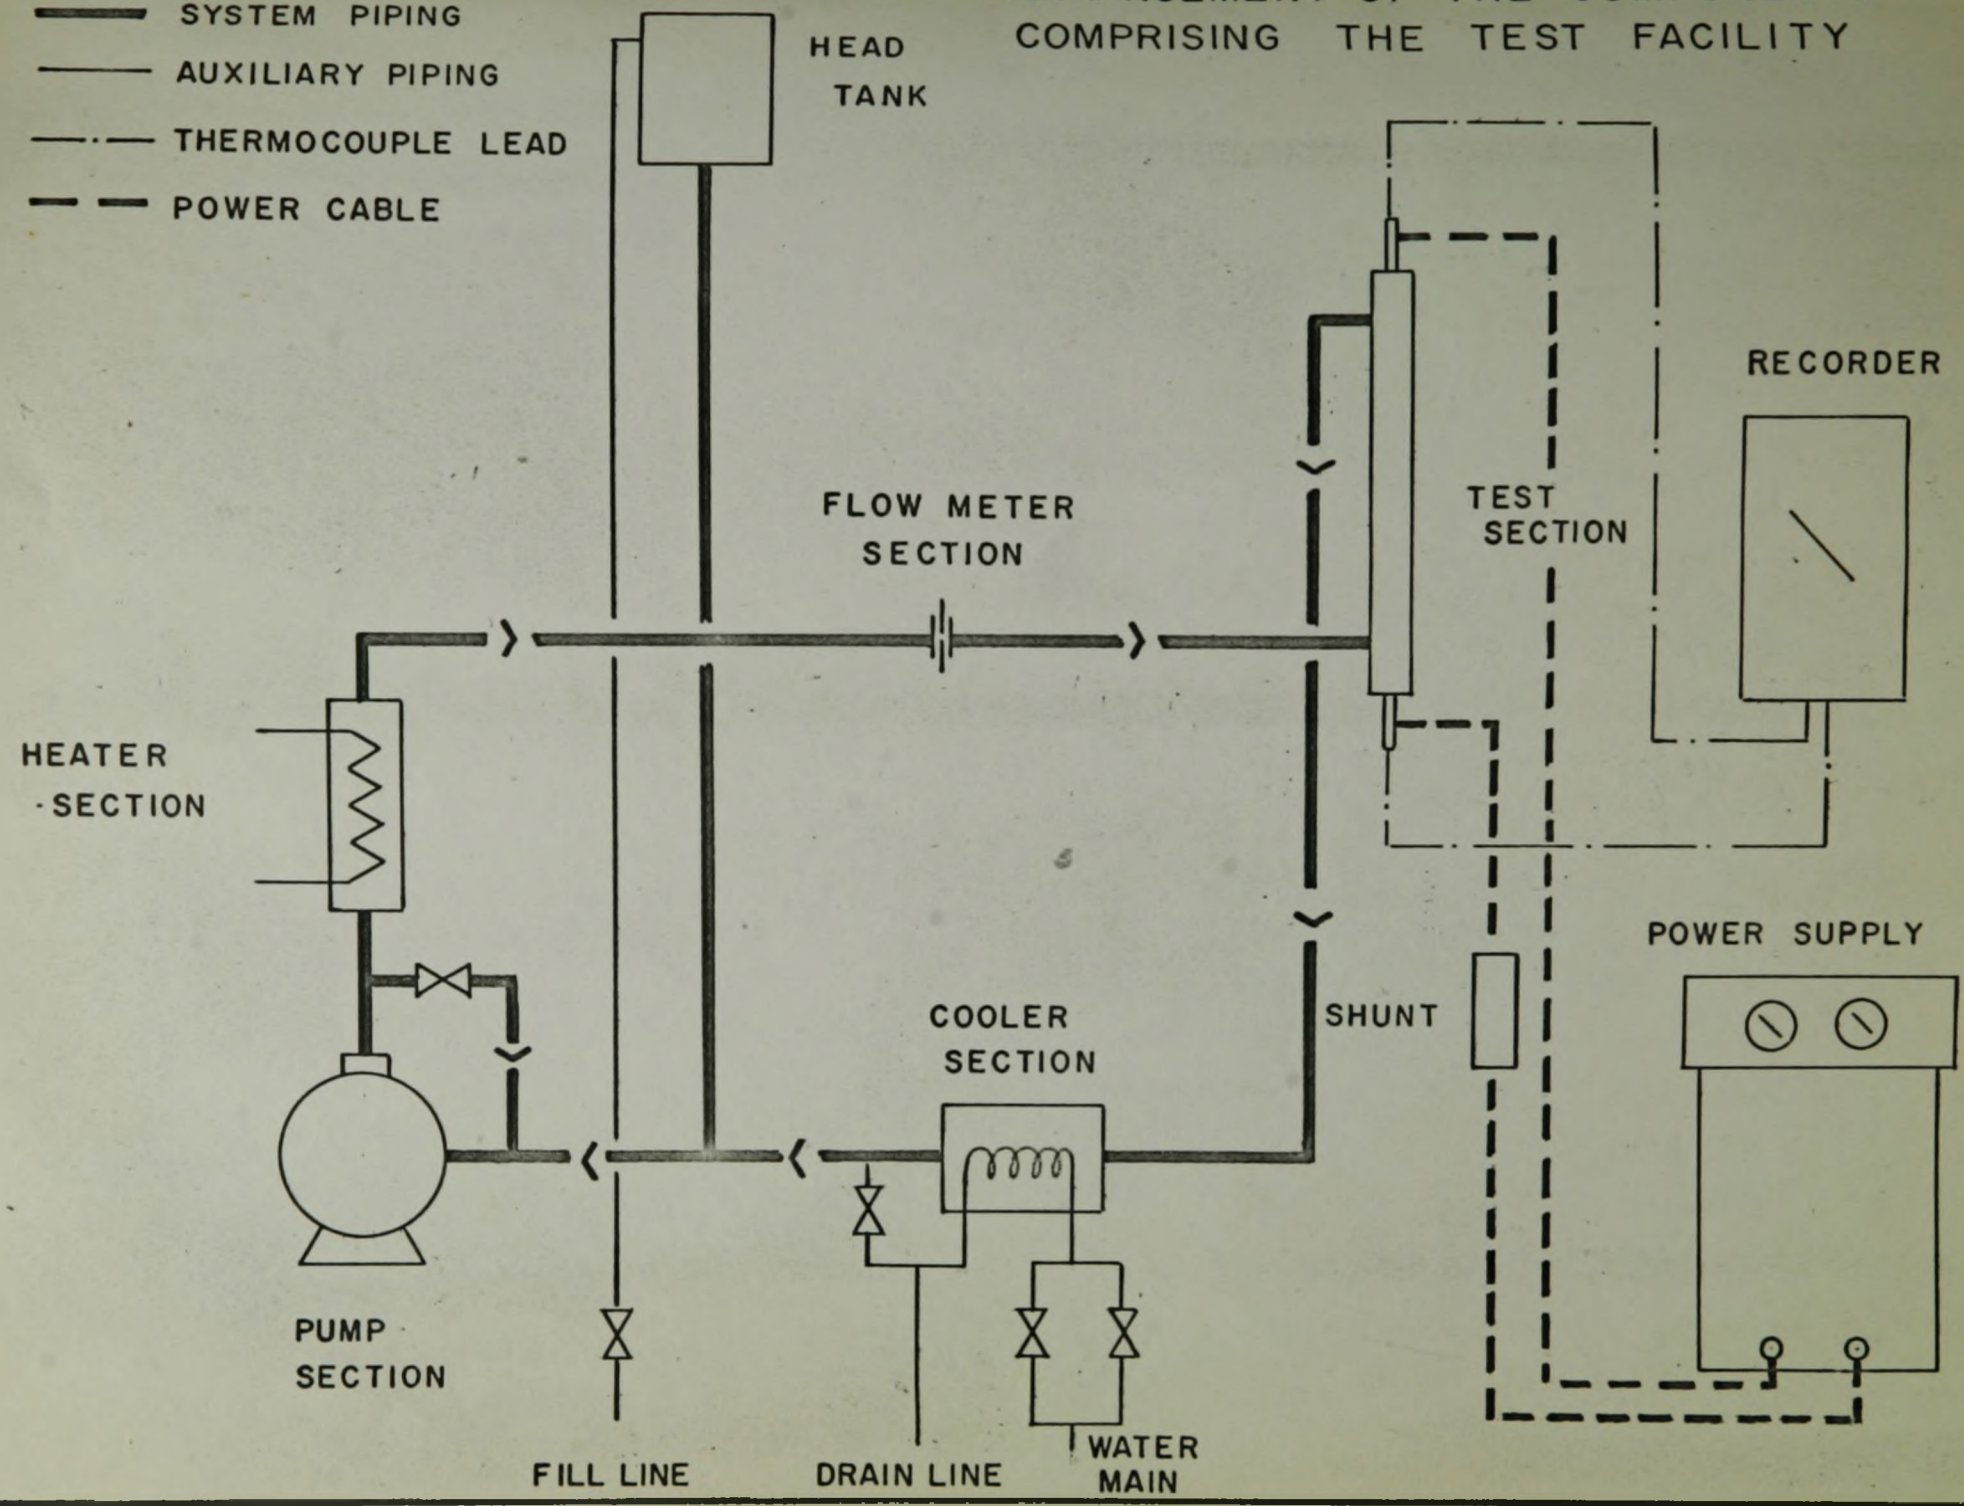 SYSTEM PIPING
AUXILIARY PIPING
THERMOCOUPLE LEAD
POWER CABLE
HEAD
TANK
COMPRISING THE TEST FACILITY
RECORDER
TEST
SECTION
FLOW METER
SECTION
HEATER
SECTION
POWER SUPPLY
COOLER
SECTION
SHUNT
PUMP
SECTION
FILL LINE
DRAIN LINE
WATER
MAIN